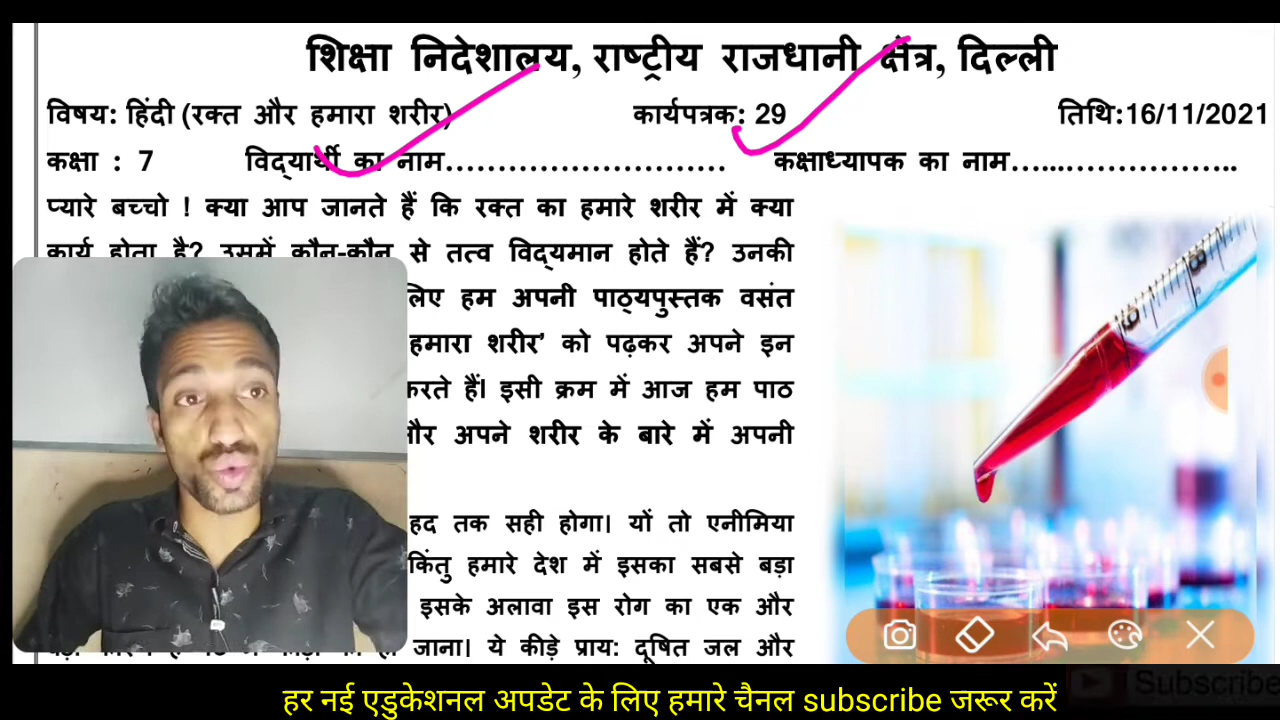 शिक्षा निदेशालय, राष्ट्रीय राजधानी क्षेत्र, दिल्ली
विषय: हिंदी (रक्त और हमारा शरीर) कार्यपत्रक: 29 तिथि:16/11/2021
कक्षा : 7 विद्यार्थी का नाम............................ कक्षाध्यापक का नाम......................
प्यारे बच्चो ! क्या आप जानते हैं कि रक्त का हमारे शरीर में क्या
कार्य होता है? उसमें कौन-कौन से तत्व विद्यमान होते हैं? उनकी
लिए हम अपनी पाठ्यपुस्तक वसंत
हमारा शरीर' को पढ़कर अपने इन
करते हैं। इसी क्रम में आज हम पाठ
और अपने शरीर के बारे में अपनी
हद तक सही होगा। यों तो एनीमिया
किंतु हमारे देश में इसका सबसे बड़ा
इसके अलावा इस रोग का एक और
जाना। ये कीड़े प्राय: दूषित जल और
Subscribe
हर नई एडुकेशनल अपडेट के लिए हमारे चैनल subscribe जरूर करें